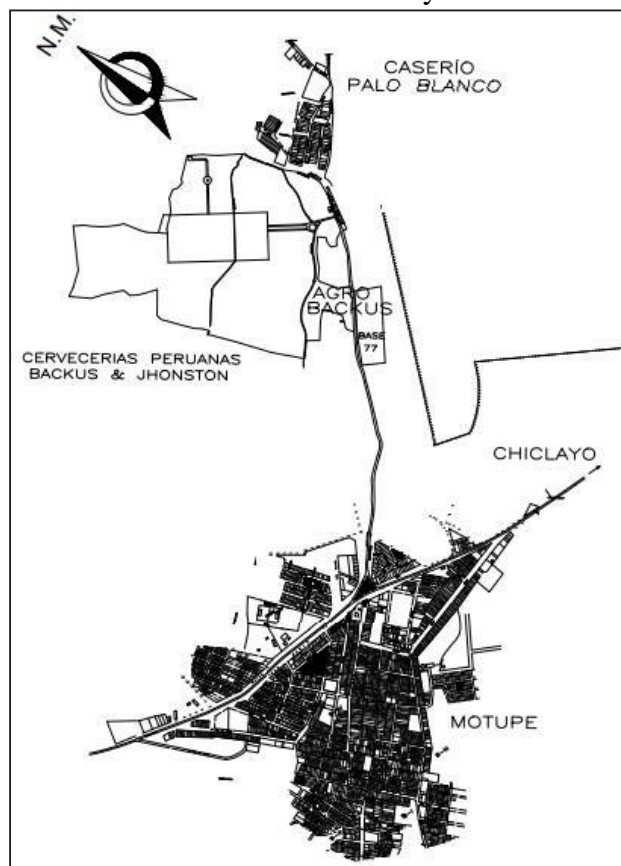 N.M.
CASERÍO
PALO BLANCO
AGRO
BACKUS
BASE
77
CERVECERIAS PERUANAS
BACKUS & JHONSTON
CHICLAYO
MOTUPE